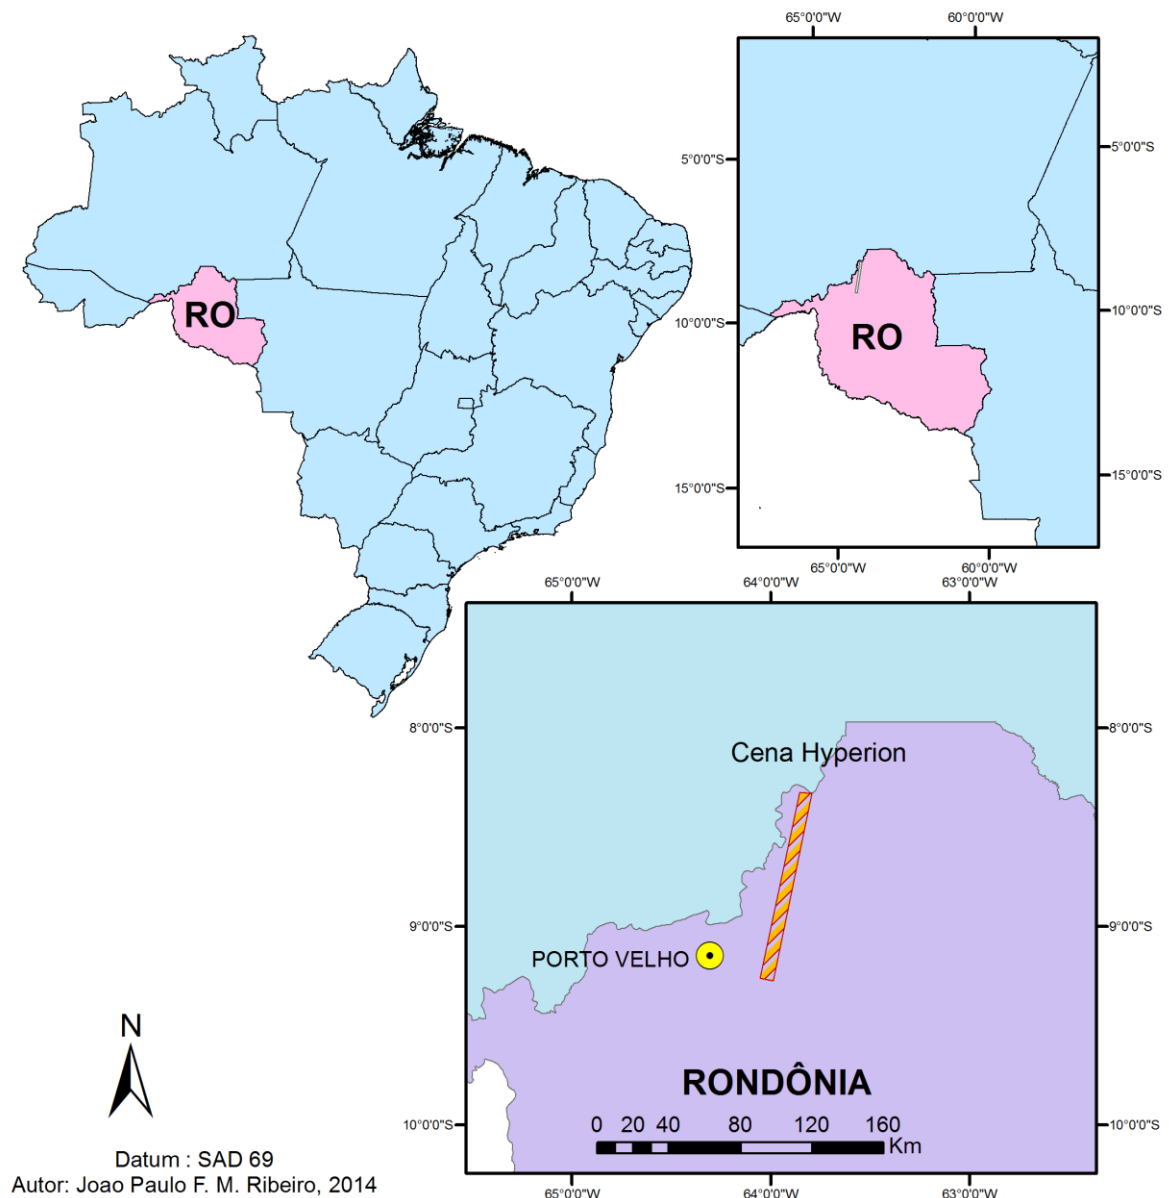 65°0'0"W
60°0'0"W
5°0'0"S
5°0'0"S
RO
RO
10°0'0"S
10°0'0"S
15°0'0"S
15°0'0"S
65°0'0"W
60°0'0"W
65°0'0"W
64°0'0"W
63°0'0"W
8°0'0"S
8°0'0"S
Cena Hyperion
9°0'0"S
9°0'0"S
PORTO VELHO
N
RONDÔNIA
0 20 40 80 120 160
Km
10°0'0"S
10°0'0"S
Datum : SAD 69
Autor: Joao Paulo F. M. Ribeiro, 2014
65°0'0"W
64°0'0"W
63°0'0"W